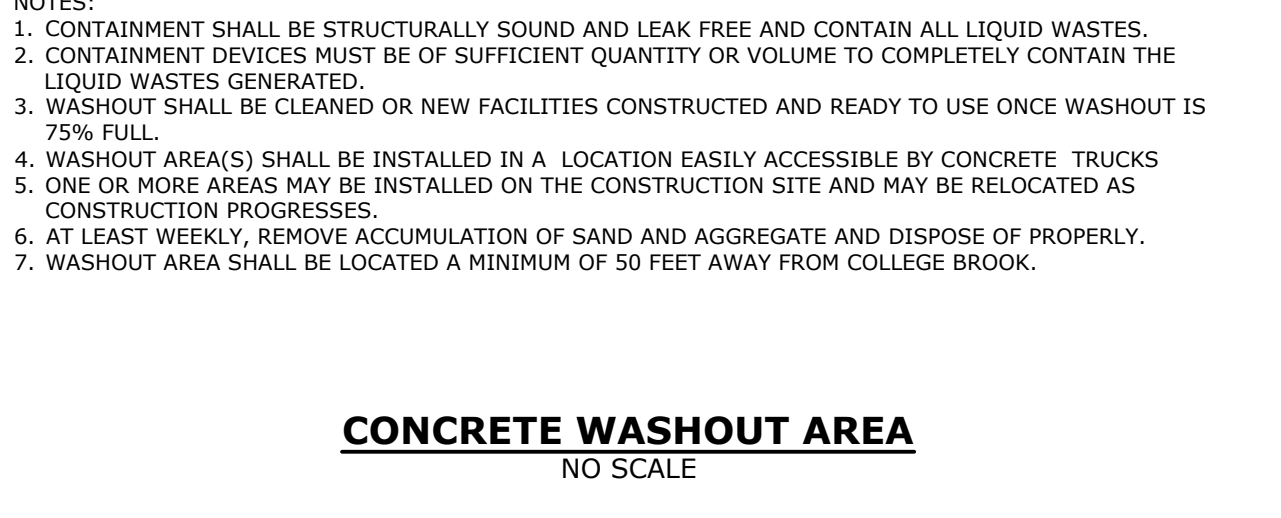 NOTES:
1. CONTAINMENT SHALL BE STRUCTURALLY SOUND AND LEAK FREE AND CONTAIN ALL LIQUID WASTES.
2. CONTAINMENT DEVICES MUST BE OF SUFFICIENT QUANTITY OR VOLUME TO COMPLETELY CONTAIN THE
LIQUID WASTES GENERATED.
3. WASHOUT SHALL BE CLEANED OR NEW FACILITIES CONSTRUCTED AND READY TO USE ONCE WASHOUT IS
75% FULL.
4. WASHOUT AREA(S) SHALL BE INSTALLED IN A LOCATION EASILY ACCESSIBLE BY CONCRETE TRUCKS
5. ONE OR MORE AREAS MAY BE INSTALLED ON THE CONSTRUCTION SITE AND MAY BE RELOCATED AS
CONSTRUCTION PROGRESSES.
6. AT LEAST WEEKLY, REMOVE ACCUMULATION OF SAND AND AGGREGATE AND DISPOSE OF PROPERLY.
7. WASHOUT AREA SHALL BE LOCATED A MINIMUM OF 50 FEET AWAY FROM COLLEGE BROOK.
CONCRETE WASHOUT AREA
NO SCALE